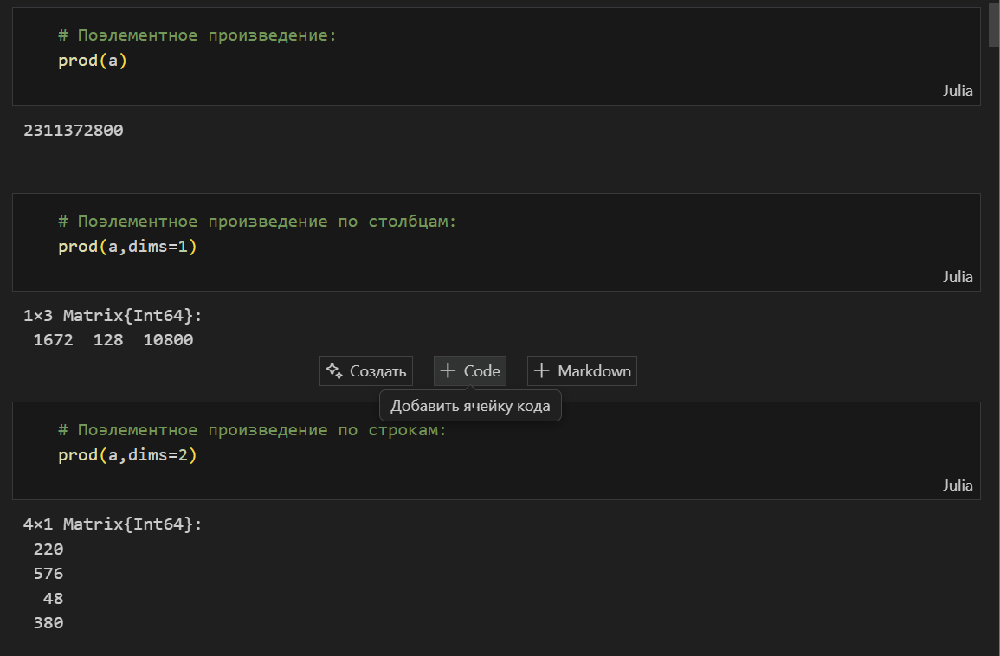 # Поэлементное произведение:
prod(a)
Julia
2311372800
# Поэлементное произведение по столбцам:
prod(a,dims=1)
Julia
1×3 Matrix{Int64}:
1672  128  10800
Создать  + Code  + Markdown
Добавить ячейку кода
# Поэлементное произведение по строкам:
prod(a,dims=2)
Julia
4×1 Matrix{Int64}:
220
576
48
380